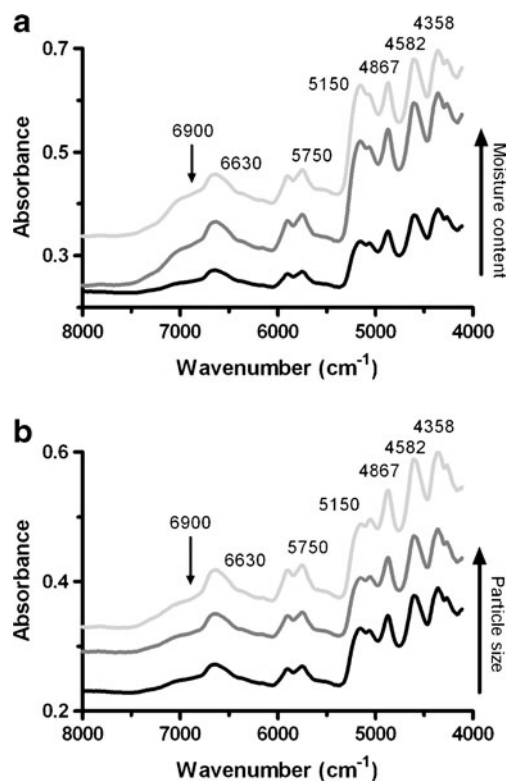 a
4358
4582
0.7
4867
5150
6900
6630
5750
0.5
0.3
Absorbance
Moisture content
8000 7000 6000 5000 4000
Wavenumber (cm-1)
b
4358
0.6
4582
4867
5150
6900
6630
5750
0.4
0.2
Absorbance
Particle size
8000 7000 6000 5000 4000
Wavenumber (cm-1)